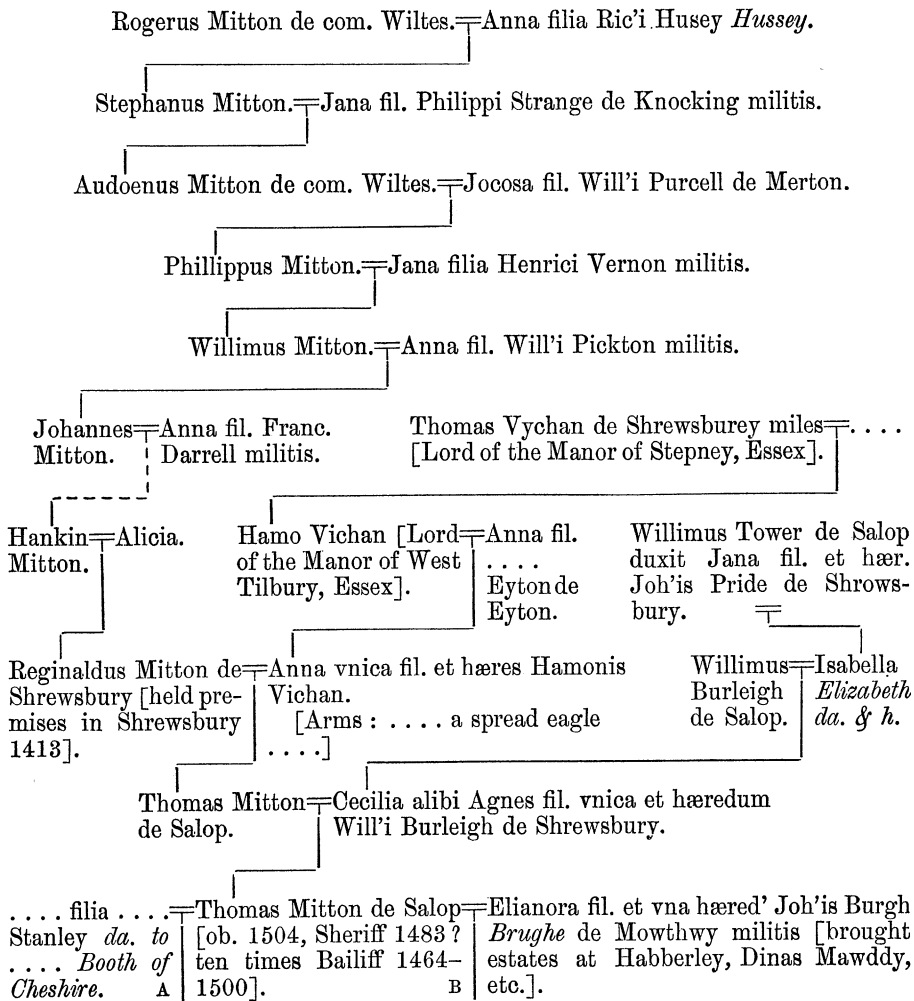 Rogerus Mitton de com. Wiltes.=Anna filia Ric'i Husey Hussey.
Stephanus Mitton.=Jana fil. Philippi Strange de Knocking militis.
Audoenus Mitton de com. Wiltes.=Jocosa fil. Will'i Purcell de Merton.
Phillippus Mitton.=Jana filia Henrici Vernon militis.
Willimus Mitton.=Anna fil. Will'i Pickton militis.
Johannes=Anna fil. Franc.
Mitton. Darrell militis.
Thomas Vychan de Shrewsburey miles=. . . .
[Lord of the Manor of Stepney, Essex].
Hankin=Alicia.
Mitton.
Hamo Vichan [Lord=Anna fil.
of the Manor of West . . . .
Tilbury, Essex]. Eyton de
Eyton.
Willimus Tower de Salop
duxit Jana fil. et hær.
Joh'is Pride de Shrows-
bury. =
Reginaldus Mitton de=Anna vnica fil. et hæres Hamonis
Shrewsbury [held pre- Vichan.
mises in Shrewsbury [Arms : . . . . a spread eagle
1413]. . . . .]
Willimus=Isabella
Burleigh Elizabeth
de Salop. da. & h.
Thomas Mitton=Cecilia alibi Agnes fil. vnica et hæredum
de Salop. Will'i Burleigh de Shrewsbury.
. . . . filia . . . .=Thomas Mitton de Salop=Elianora fil. et vna hæred' Joh'is Burgh
Stanley da. to [ob. 1504, Sheriff 1483 ? Brughe de Mowthwy militis [brought
. . . . Booth of ten times Bailiff 1464– estates at Habberley, Dinas Mawddy,
Cheshire. A 1500]. B etc.].